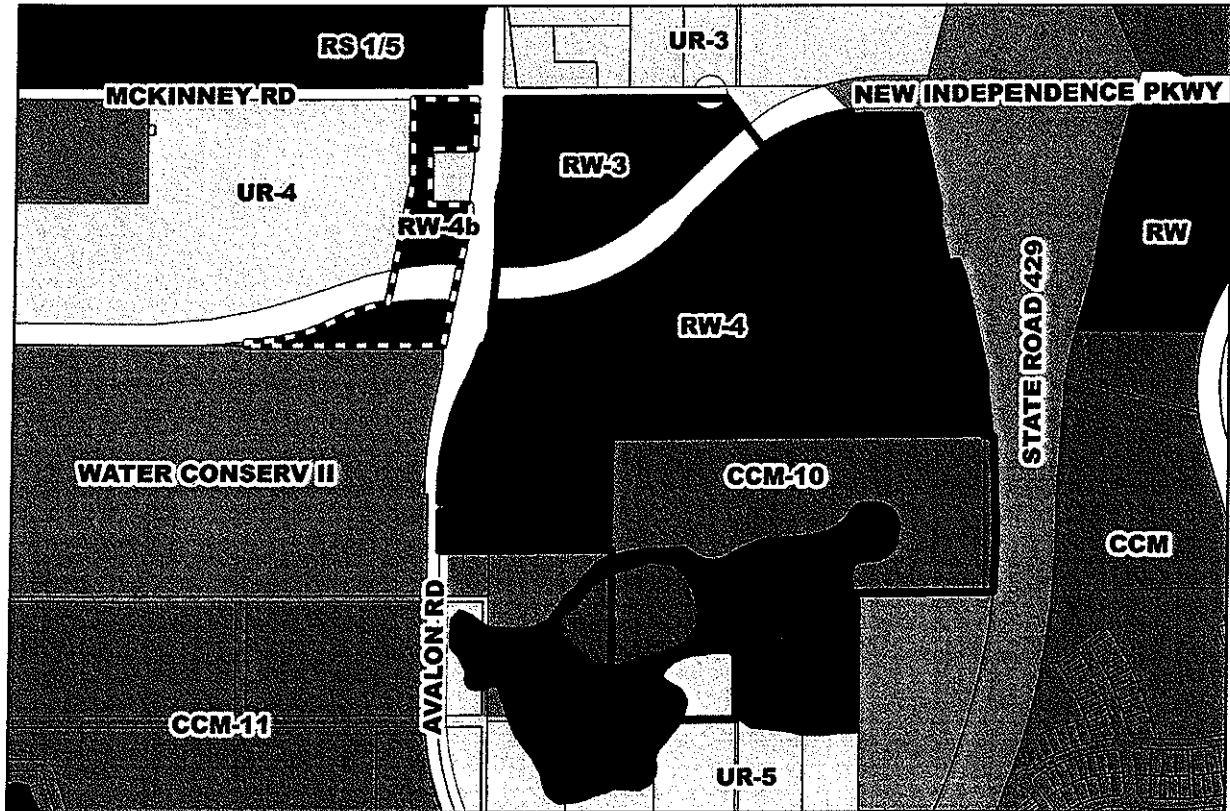 RS 1/5
UR-3
MCKINNEY RD
NEW INDEPENDENCE PKWY
UR-4
RW-3
RW-4b
RW
RW-4
STATE ROAD 429
WATER CONSERV II
CCM-10
CCM
AVALON RD
CCM-11
UR-5